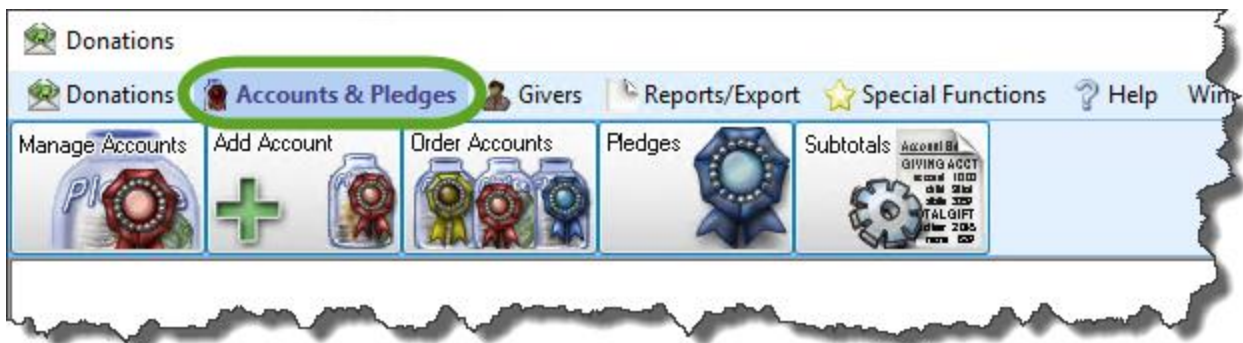 Donations
Donations Accounts & Pledges Givers Reports/Export Special Functions Help
Manage Accounts Add Account Order Accounts Pledges Subtotals
GIVING ACCT